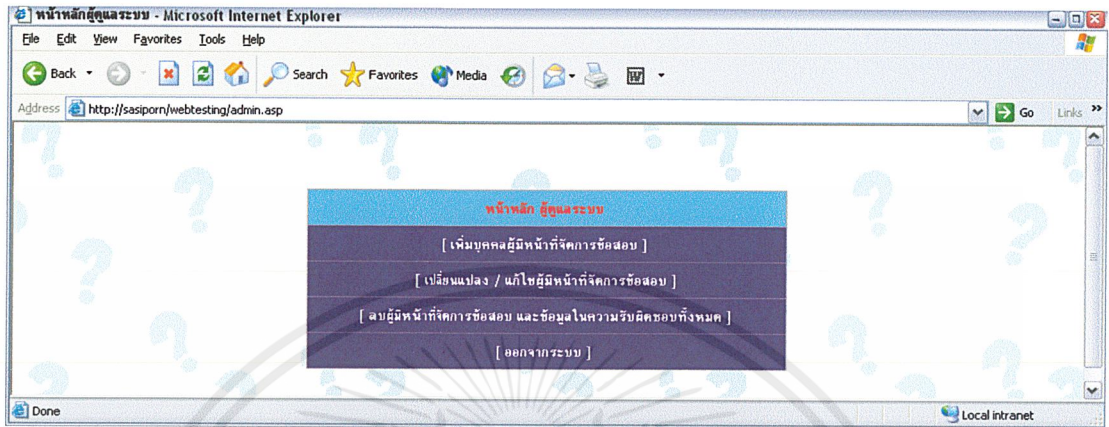 หน้าหลักผู้ดูแลระบบ - Microsoft Internet Explorer
File Edit View Favorites Tools Help
Back Search Favorites Media
Address http://sasiporn/webtesting/admin.asp Go Links
หน้าหลัก ผู้ดูแลระบบ
[ เพิ่มบุคคลผู้มีหน้าที่จัดการข้อสอบ ]
[ เปลี่ยนแปลง / แก้ไขผู้มีหน้าที่จัดการข้อสอบ ]
[ ลบผู้มีหน้าที่จัดการข้อสอบ และข้อมูลในความรับผิดชอบทั้งหมด ]
[ ออกจากระบบ ]
Done Local intranet